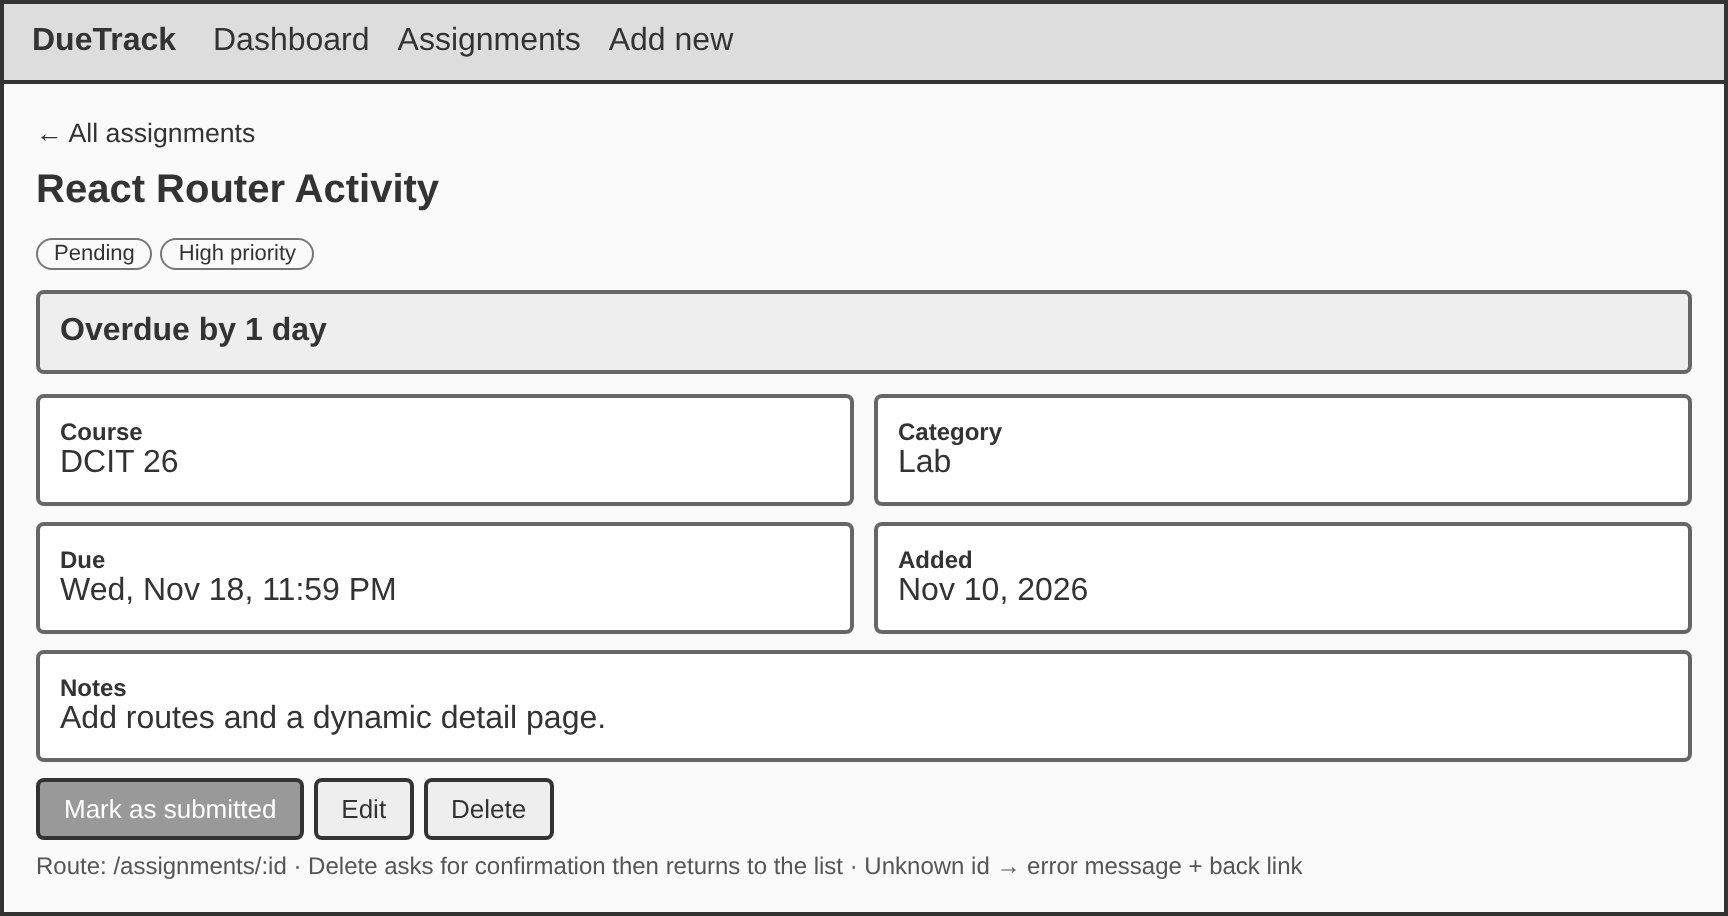 DueTrack Dashboard Assignments Add new
← All assignments
React Router Activity
Pending High priority
Overdue by 1 day
Course
DCIT 26
Category
Lab
Due
Wed, Nov 18, 11:59 PM
Added
Nov 10, 2026
Notes
Add routes and a dynamic detail page.
Mark as submitted Edit Delete
Route: /assignments/:id · Delete asks for confirmation then returns to the list · Unknown id → error message + back link